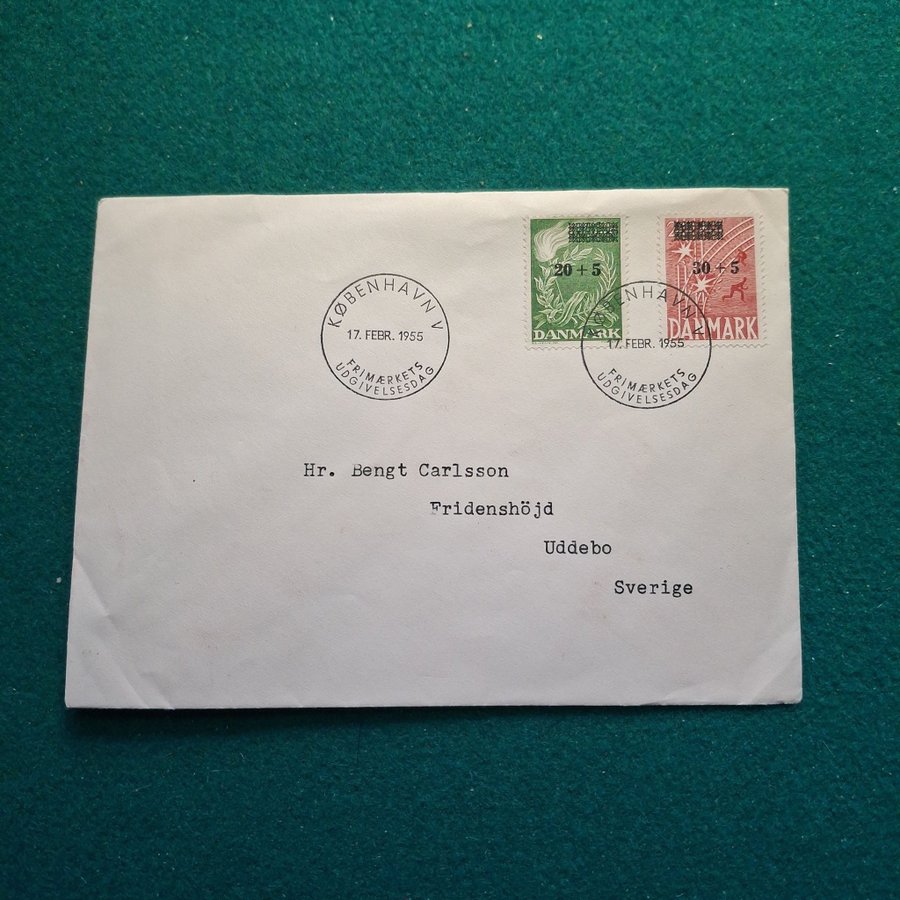 20 + 5
DANMARK
30 + 5
DANMARK
KØBENHAVN V
17. FEBR. 1955
FRIMÆRKETS
UDGIVELSESDAG
KØBENHAVN V
17. FEBR. 1955
FRIMÆRKETS
UDGIVELSESDAG
Hr. Bengt Carlsson
Fridenshöjd
Uddebo
Sverige